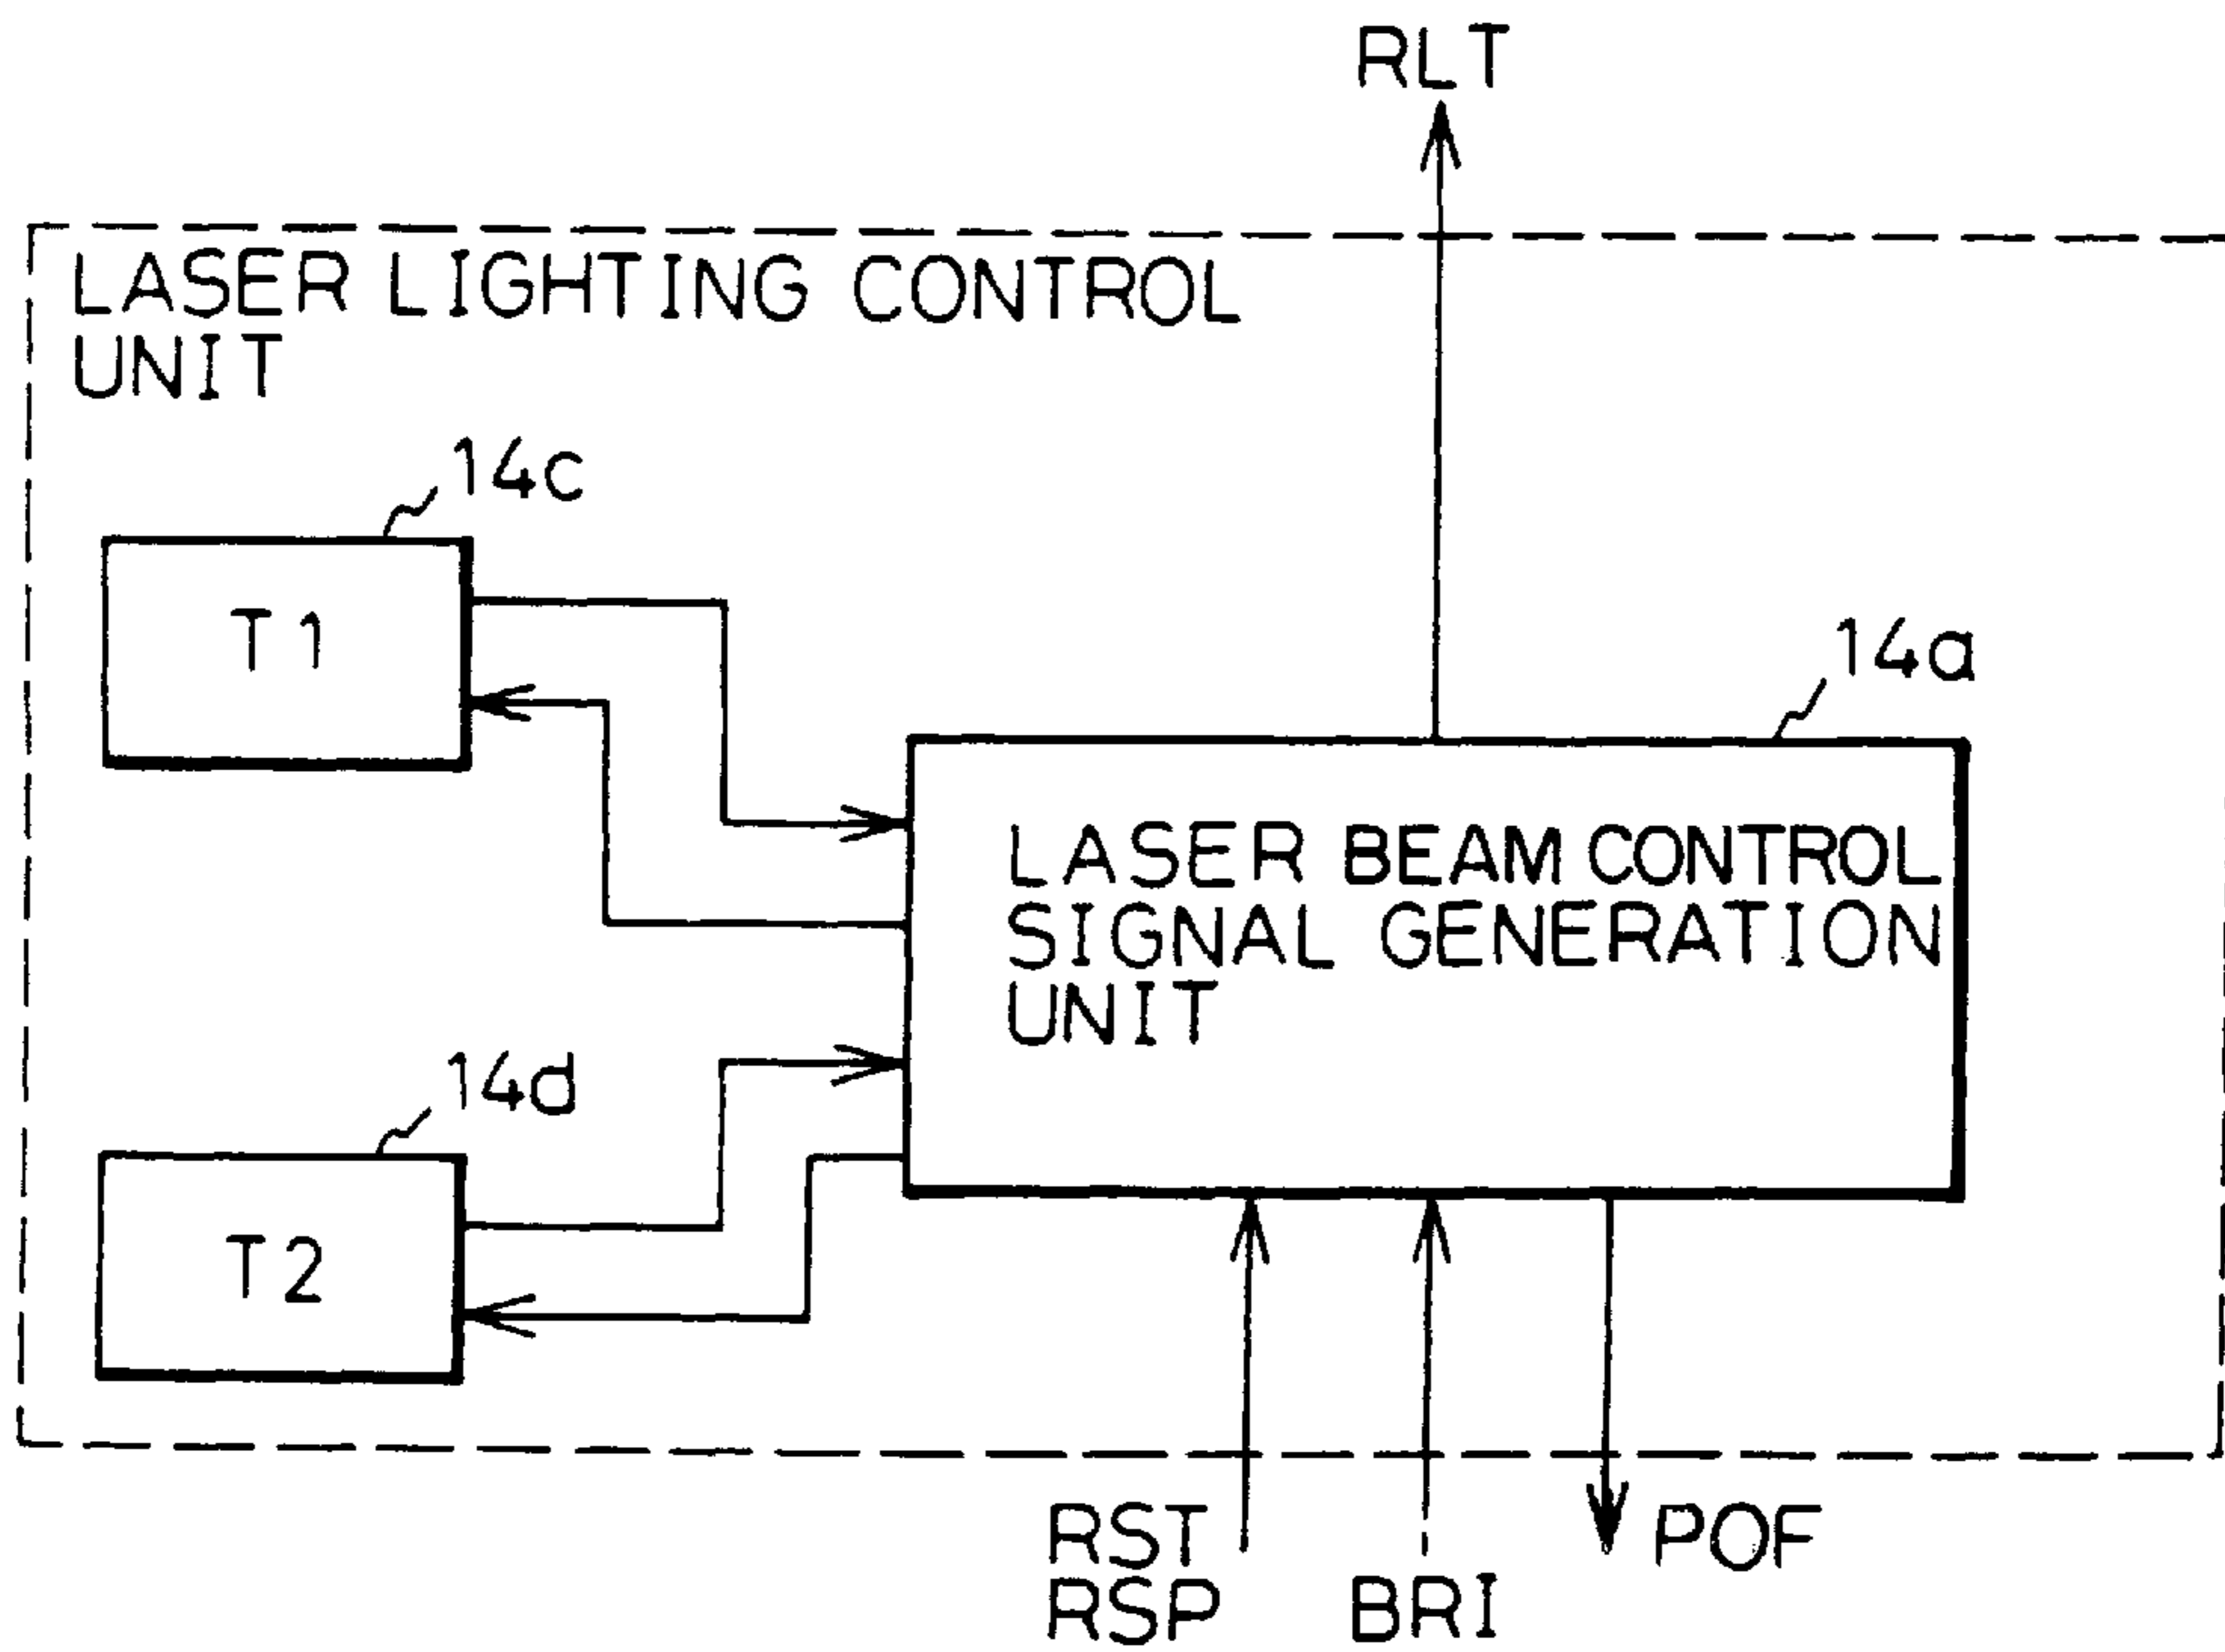 RLT
LASER LIGHTING CONTROL
UNIT
14c
T1
14a
LASER BEAM CONTROL
SIGNAL GENERATION
UNIT
14d
T2
RST
RSP
BRI
POF